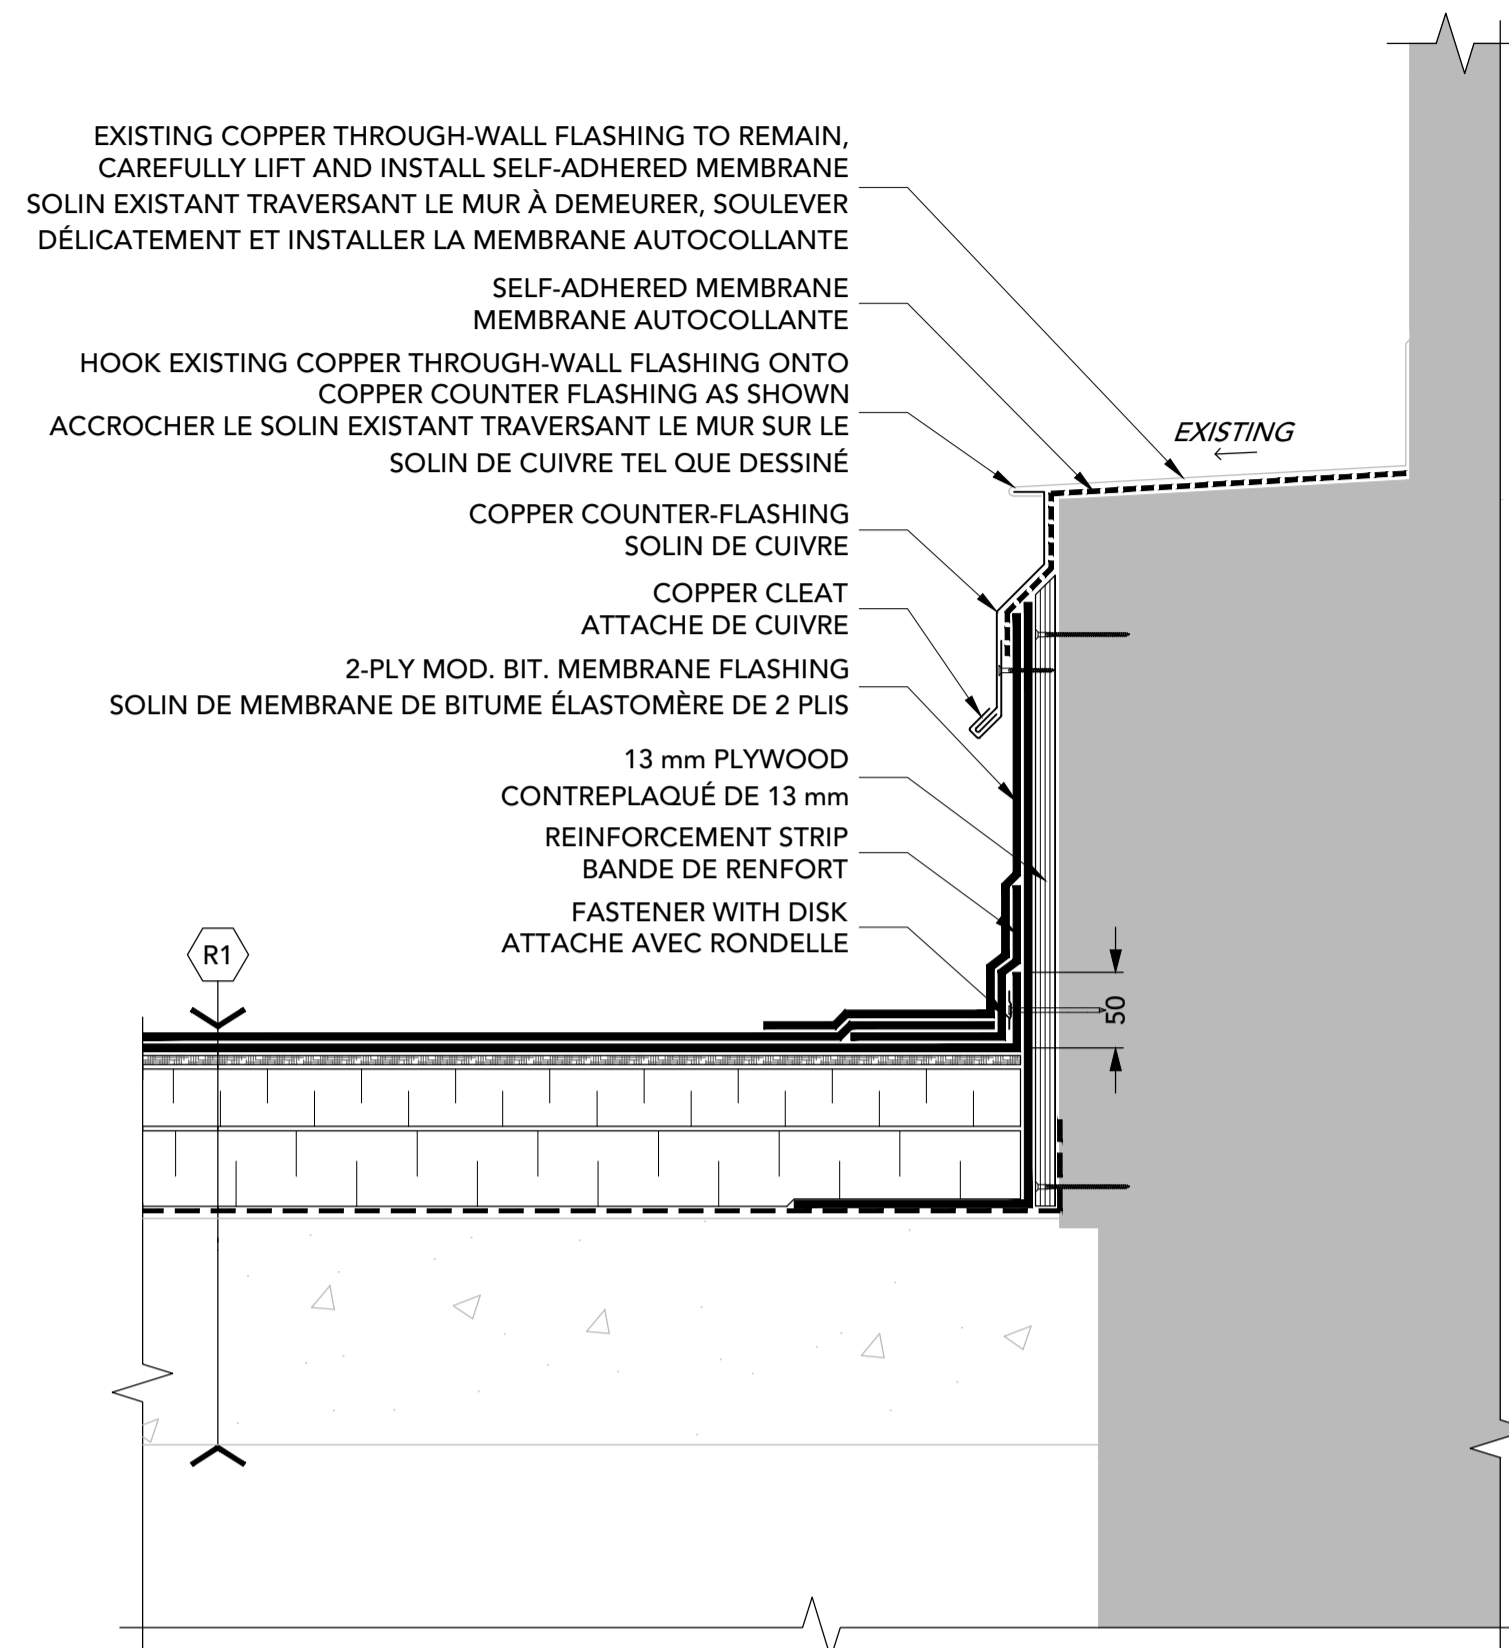 EXISTING COPPER THROUGH-WALL FLASHING TO REMAIN,
CAREFULLY LIFT AND INSTALL SELF-ADHERED MEMBRANE
SOLIN EXISTANT TRAVERSANT LE MUR À DEMEURER, SOULEVER
DÉLICATEMENT ET INSTALLER LA MEMBRANE AUTOCOLLANTE
SELF-ADHERED MEMBRANE
MEMBRANE AUTOCOLLANTE
HOOK EXISTING COPPER THROUGH-WALL FLASHING ONTO
COPPER COUNTER FLASHING AS SHOWN
ACCROCHER LE SOLIN EXISTANT TRAVERSANT LE MUR SUR LE
SOLIN DE CUIVRE TEL QUE DESSINÉ
EXISTING
COPPER COUNTER-FLASHING
SOLIN DE CUIVRE
COPPER CLEAT
ATTACHE DE CUIVRE
2-PLY MOD. BIT. MEMBRANE FLASHING
SOLIN DE MEMBRANE DE BITUME ÉLASTOMÈRE DE 2 PLIS
13 mm PLYWOOD
CONTREPLAQUÉ DE 13 mm
REINFORCEMENT STRIP
BANDE DE RENFORT
FASTENER WITH DISK
ATTACHE AVEC RONDELLE
R1
50